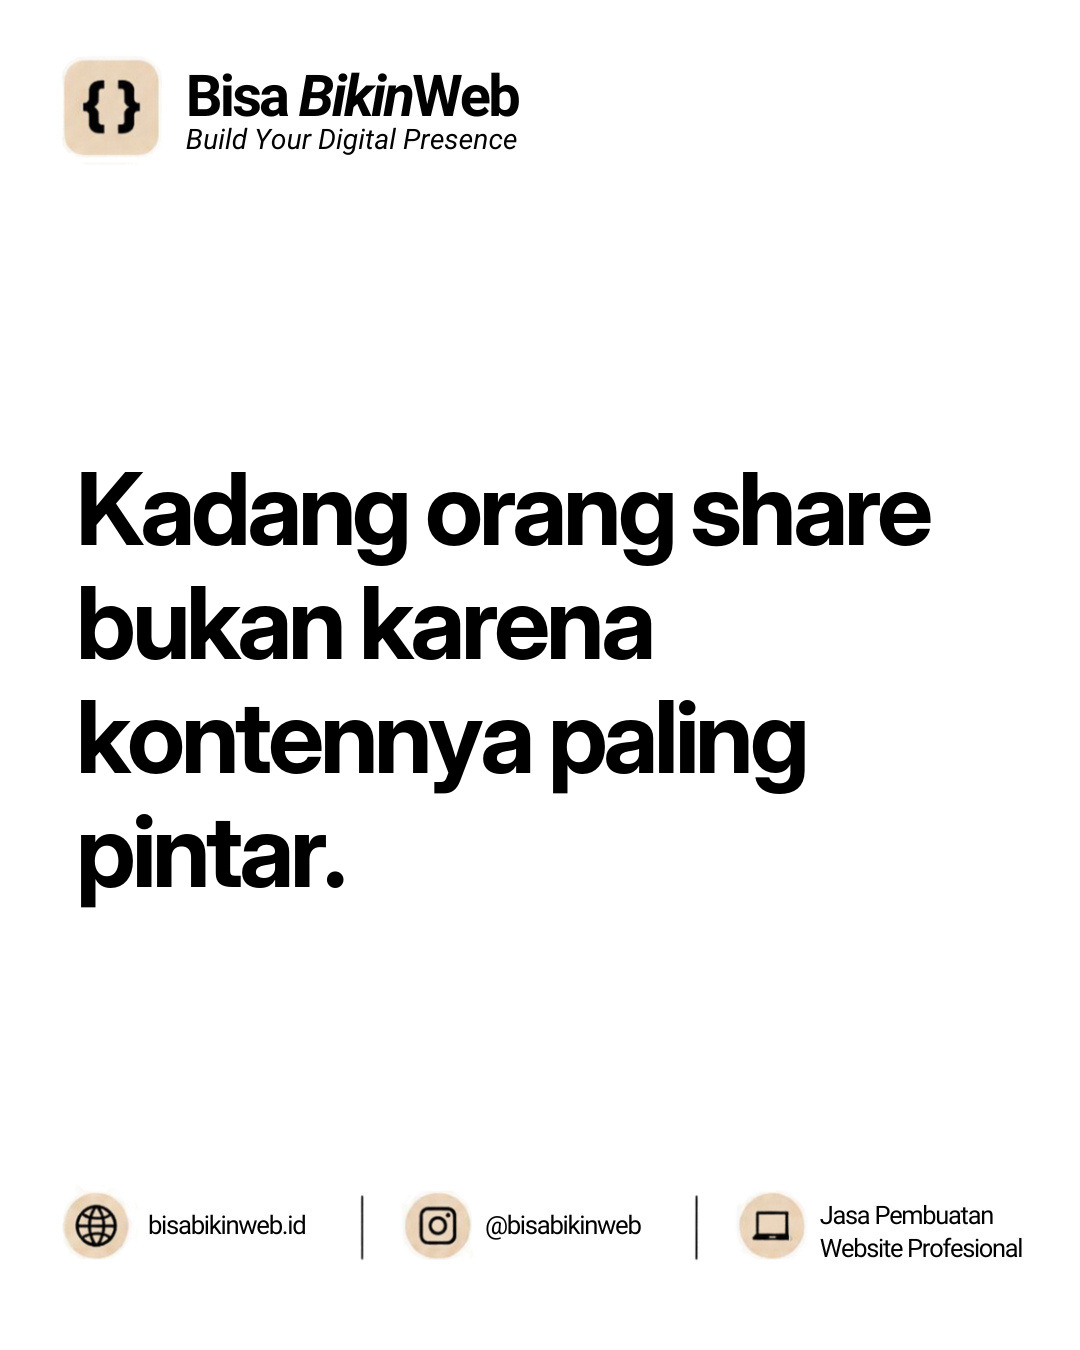 { }
Bisa BikinWeb
Build Your Digital Presence
Kadang orang share
bukan karena
kontennya paling
pintar.
bisabikinweb.id
@bisabikinweb
Jasa Pembuatan
Website Profesional